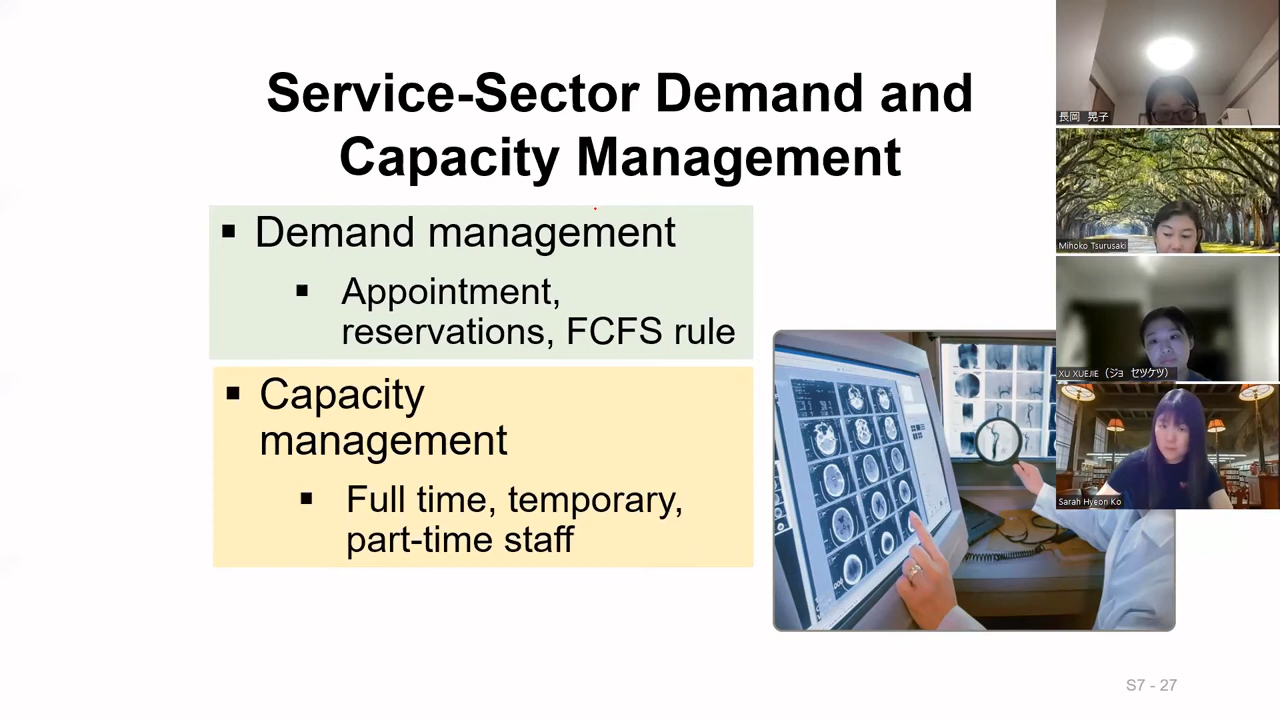 Service-Sector Demand and
Capacity Management
▪ Demand management
▪ Appointment,
reservations, FCFS rule
▪ Capacity
management
▪ Full time, temporary,
part-time staff
S7 - 27
長岡 晃子
Mihoko Tsurusaki
XU XUEJIE（ジョ セツケツ）
Sarah Hyeon Ko